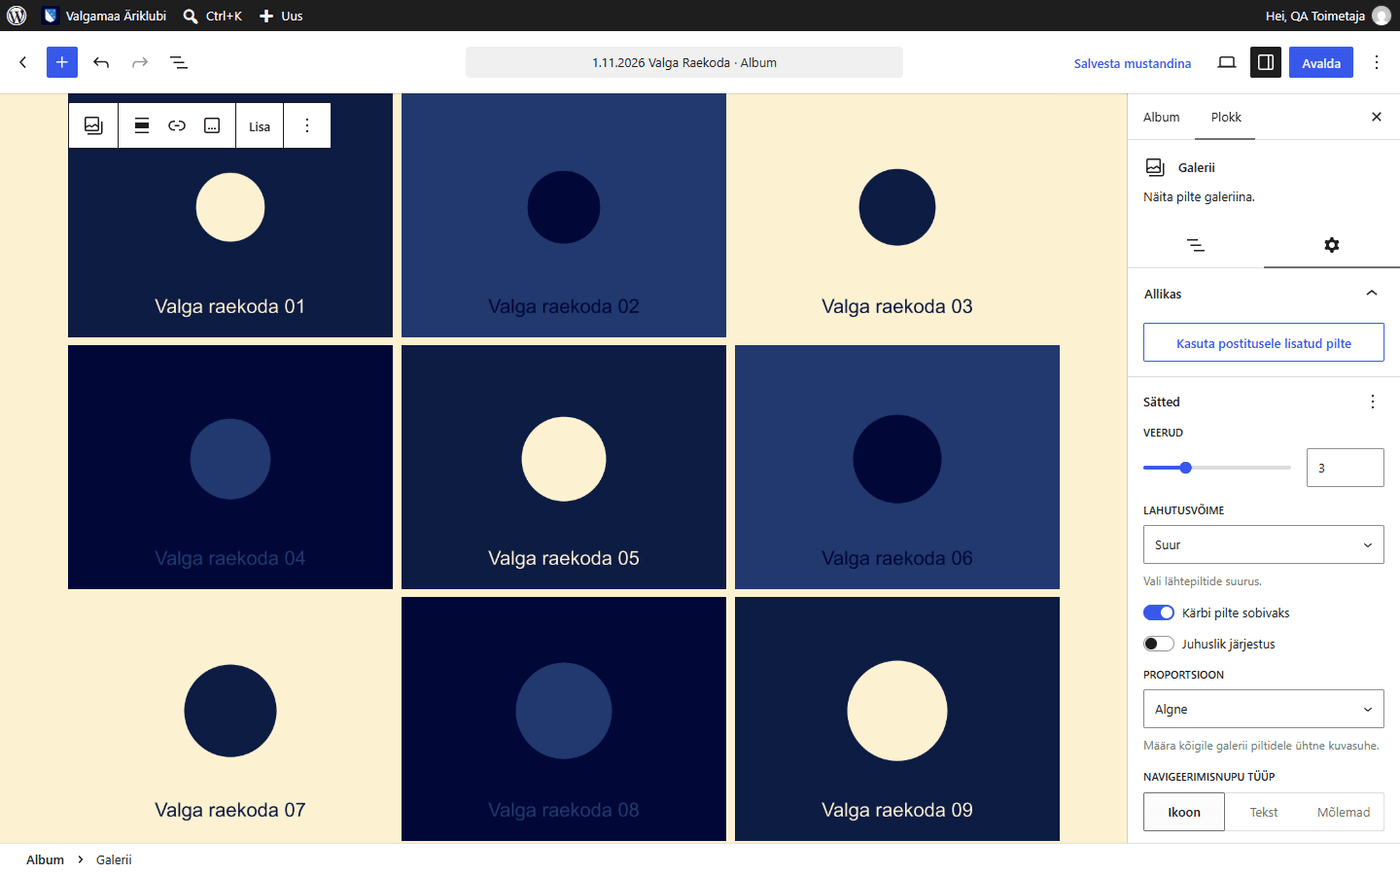 Valgamaa Äriklubi Ctrl+K Uus Hei, QA Toimetaja
1.11.2026 Valga Raekoda · Album Salvesta mustandina Avalda
Lisa
Valga raekoda 01 Valga raekoda 02 Valga raekoda 03
Valga raekoda 04 Valga raekoda 05 Valga raekoda 06
Valga raekoda 07 Valga raekoda 08 Valga raekoda 09
Album Plokk
Galerii
Näita pilte galeriina.
Allikas
Kasuta postitusele lisatud pilte
Sätted
VEERUD
3
LAHUTUSVÕIME
Suur
Vali lähtepiltide suurus.
Kärbi pilte sobivaks
Juhuslik järjestus
PROPORTSIOON
Algne
Määra kõigile galerii piltidele ühtne kuvasuhe.
NAVIGEERIMISNUPU TÜÜP
Ikoon Tekst Mõlemad
Album Galerii